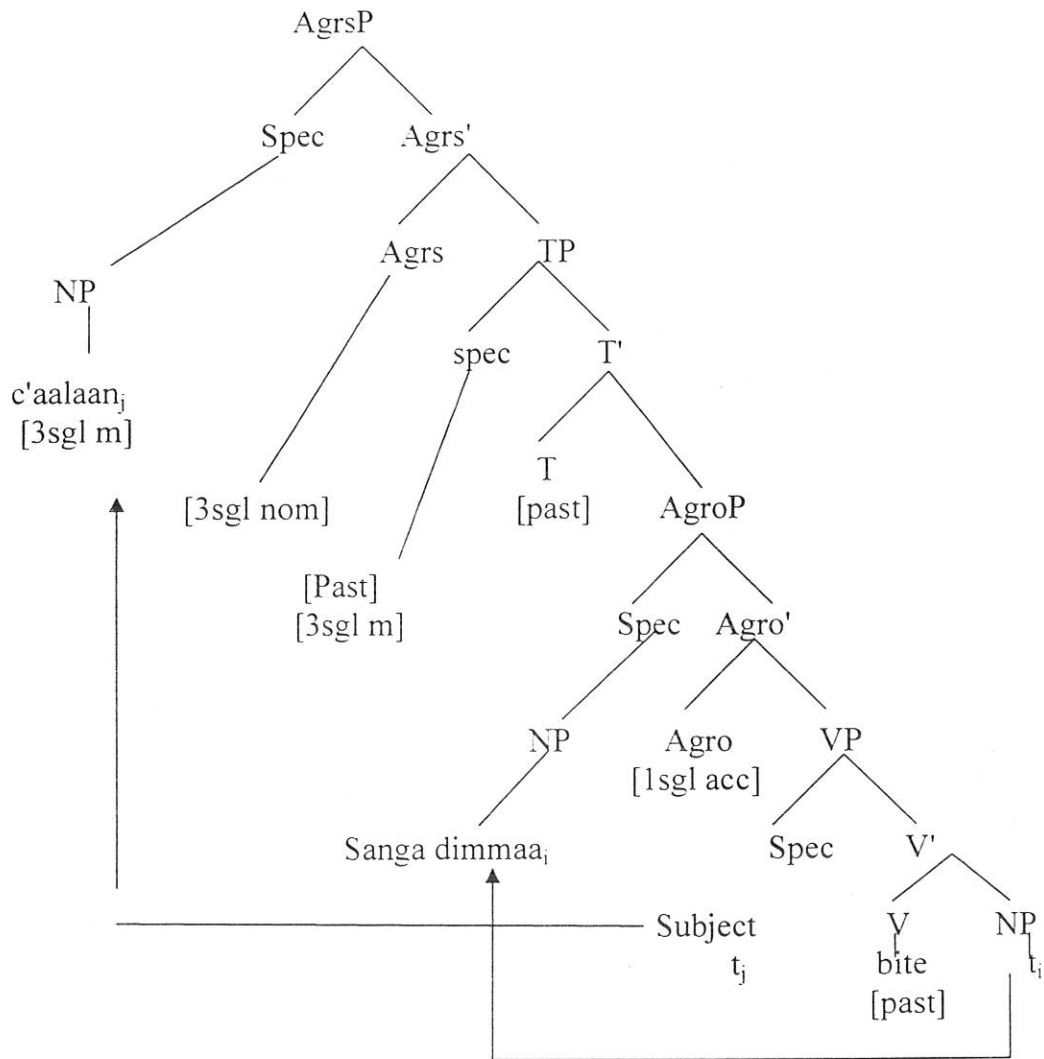 AgrsP
Spec Agrs'
Agrs TP
NP
spec T'
c'aalaanj
[3sgl m]
T
[3sgl nom] [past] AgroP
[Past]
[3sgl m] Spec Agro'
NP Agro VP
[1sgl acc]
Sanga dimmaai Spec V'
Subject V NP
tj bite ti
[past]